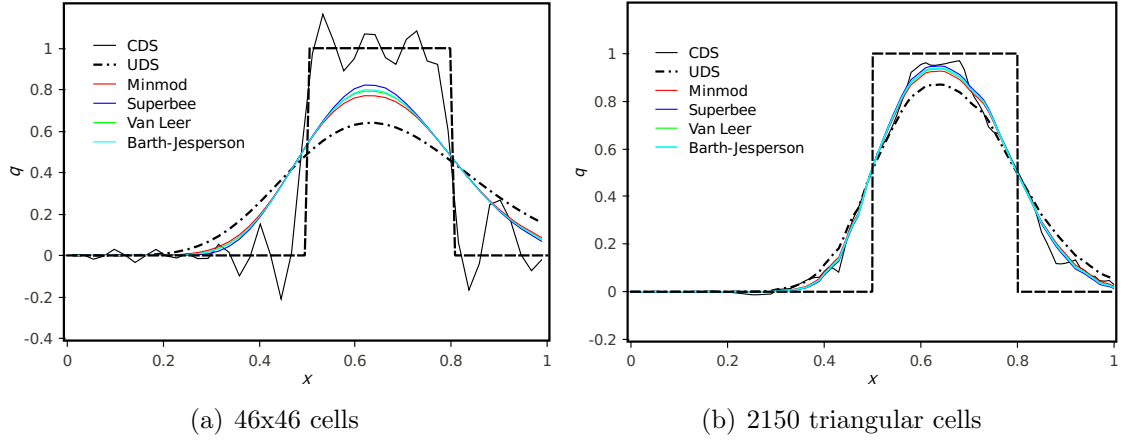 CDS
UDS
Minmod
Superbee
Van Leer
Barth-Jesperson
q
1
0.8
0.6
0.4
0.2
0
-0.2
-0.4
0 0.2 0.4 0.6 0.8 1
x
(a) 46x46 cells
CDS
UDS
Minmod
Superbee
Van Leer
Barth-Jesperson
q
1
0.8
0.6
0.4
0.2
0
-0.2
0 0.2 0.4 0.6 0.8 1
x
(b) 2150 triangular cells